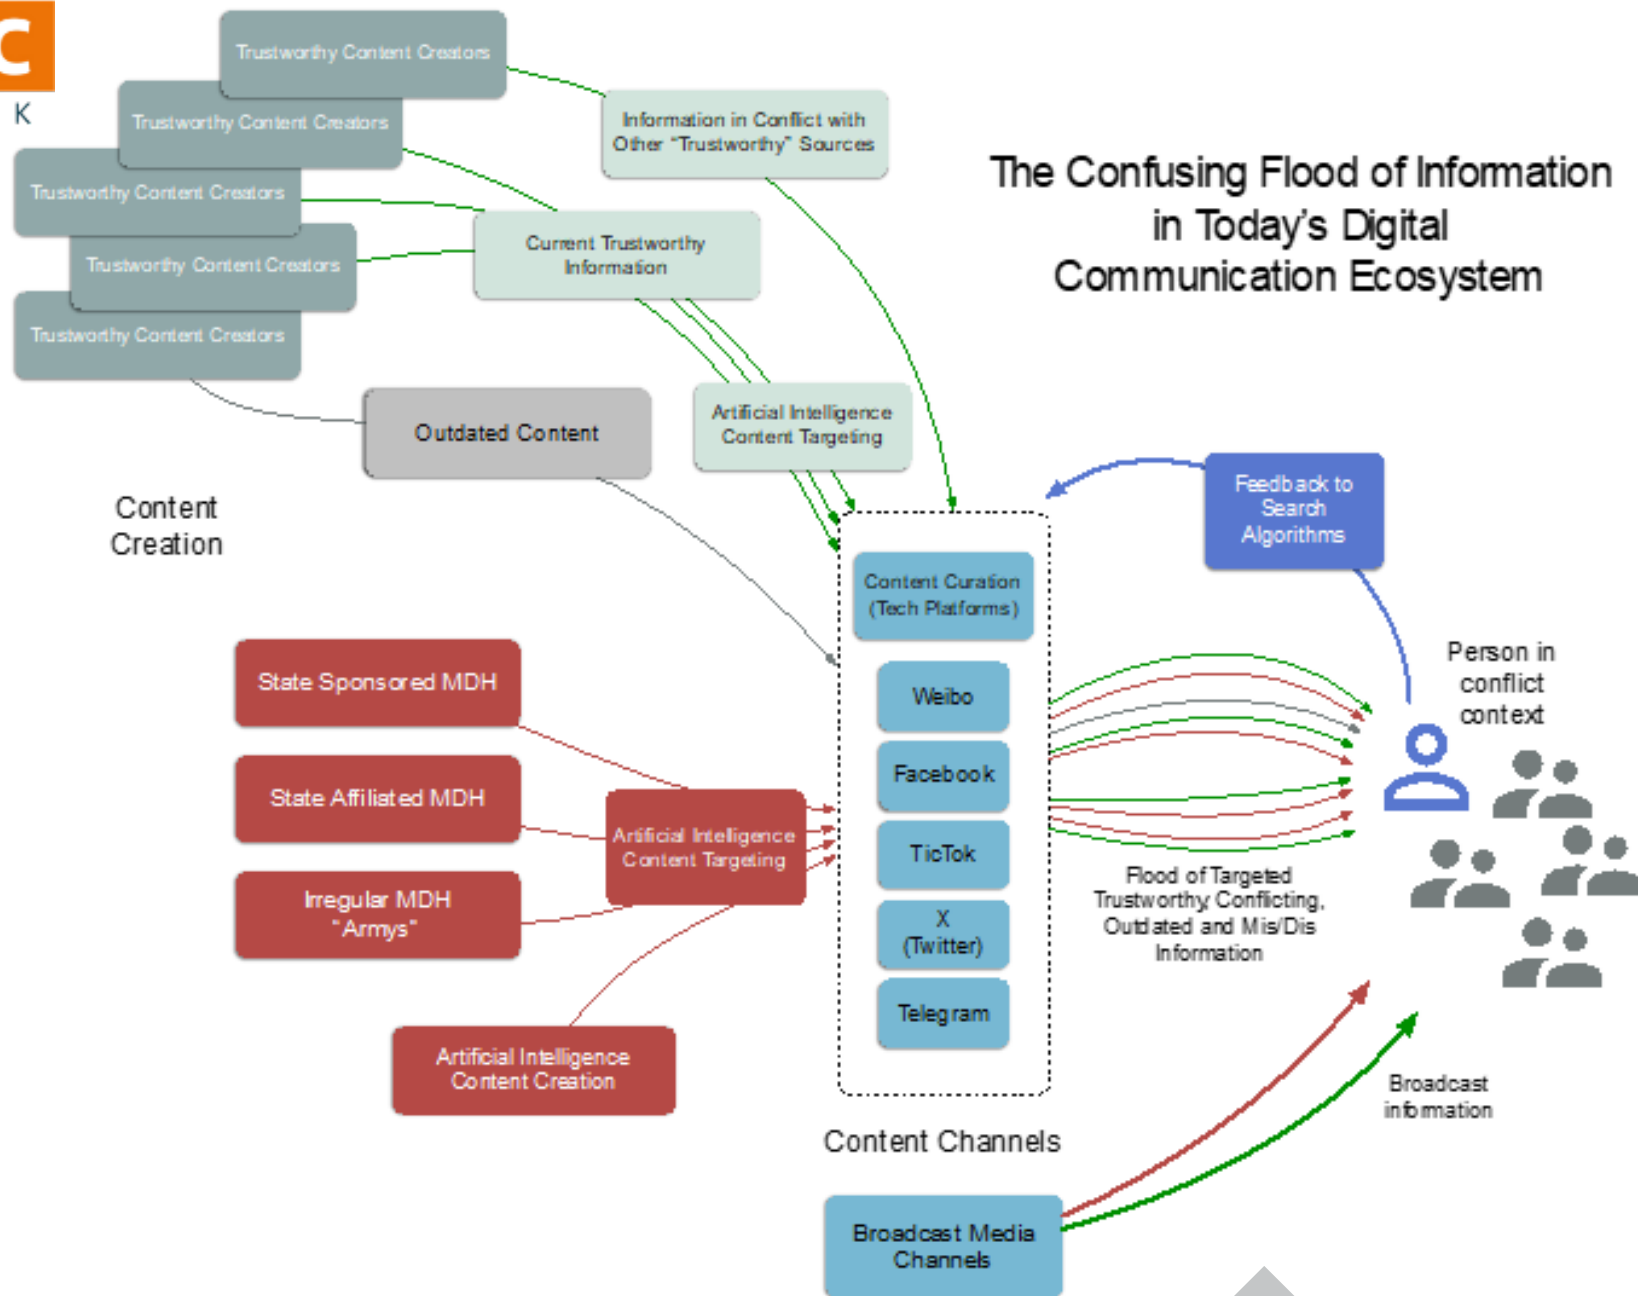 C
K
Trustworthy Content Creators
Trustworthy Content Creators
Trustworthy Content Creators
Trustworthy Content Creators
Trustworthy Content Creators
Information in Conflict with
Other “Trustworthy” Sources
Current Trustworthy
Information
The Confusing Flood of Information
in Today’s Digital
Communication Ecosystem
Outdated Content
Artificial Intelligence
Content Targeting
Content
Creation
Feedback to
Search
Algorithms
Content Curation
(Tech Platforms)
Weibo
Facebook
TicTok
X
(Twitter)
Telegram
State Sponsored MDH
State Affiliated MDH
Irregular MDH
“Armys”
Artificial Intelligence
Content Targeting
Artificial Intelligence
Content Creation
Person in
conflict
context
Flood of Targeted
Trustworthy, Conflicting,
Outdated and Mis/Dis
Information
Content Channels
Broadcast
information
Broadcast Media
Channels